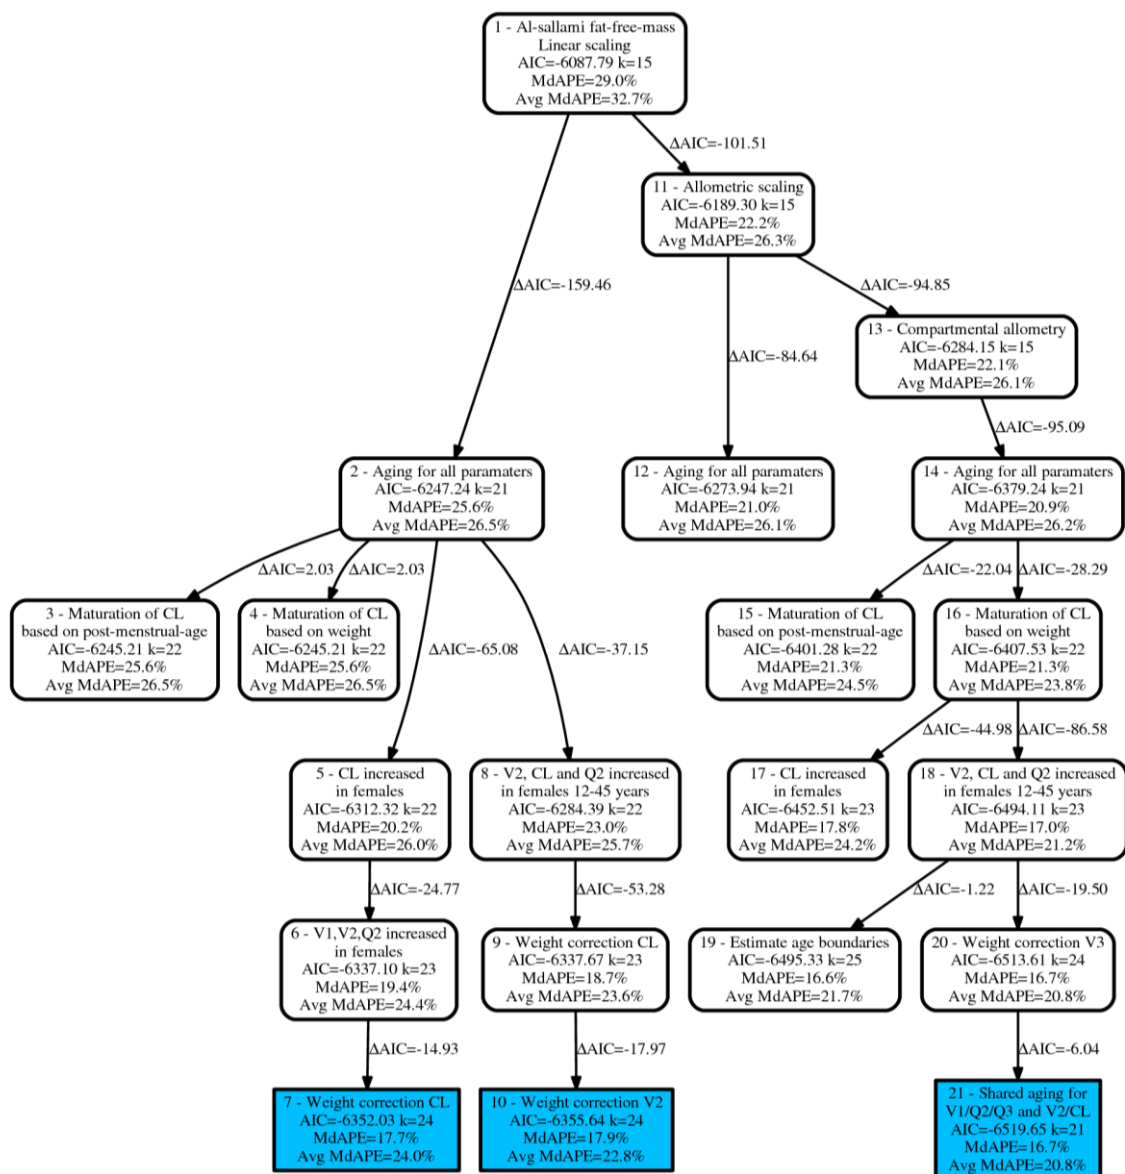 1 - Al-sallami fat-free-mass
Linear scaling
AIC=-6087.79 k=15
MdAPE=29.0%
Avg MdAPE=32.7%
ΔAIC=-101.51
11 - Allometric scaling
AIC=-6189.30 k=15
MdAPE=22.2%
Avg MdAPE=26.3%
ΔAIC=-159.46
ΔAIC=-94.85
13 - Compartmental allometry
AIC=-6284.15 k=15
MdAPE=22.1%
Avg MdAPE=26.1%
ΔAIC=-84.64
ΔAIC=-95.09
2 - Aging for all paramaters
AIC=-6247.24 k=21
MdAPE=25.6%
Avg MdAPE=26.5%
12 - Aging for all paramaters
AIC=-6273.94 k=21
MdAPE=21.0%
Avg MdAPE=26.1%
14 - Aging for all paramaters
AIC=-6379.24 k=21
MdAPE=20.9%
Avg MdAPE=26.2%
ΔAIC=2.03
ΔAIC=2.03
ΔAIC=-22.04
ΔAIC=-28.29
3 - Maturation of CL
based on post-menstrual-age
AIC=-6245.21 k=22
MdAPE=25.6%
Avg MdAPE=26.5%
4 - Maturation of CL
based on weight
AIC=-6245.21 k=22
MdAPE=25.6%
Avg MdAPE=26.5%
ΔAIC=-65.08
ΔAIC=-37.15
15 - Maturation of CL
based on post-menstrual-age
AIC=-6401.28 k=22
MdAPE=21.3%
Avg MdAPE=24.5%
16 - Maturation of CL
based on weight
AIC=-6407.53 k=22
MdAPE=21.3%
Avg MdAPE=23.8%
ΔAIC=-44.98
ΔAIC=-86.58
5 - CL increased
in females
AIC=-6312.32 k=22
MdAPE=20.2%
Avg MdAPE=26.0%
8 - V2, CL and Q2 increased
in females 12-45 years
AIC=-6284.39 k=22
MdAPE=23.0%
Avg MdAPE=25.7%
17 - CL increased
in females
AIC=-6452.51 k=23
MdAPE=17.8%
Avg MdAPE=24.2%
18 - V2, CL and Q2 increased
in females 12-45 years
AIC=-6494.11 k=23
MdAPE=17.0%
Avg MdAPE=21.2%
ΔAIC=-24.77
ΔAIC=-53.28
ΔAIC=-1.22
ΔAIC=-19.50
6 - V1,V2,Q2 increased
in females
AIC=-6337.10 k=23
MdAPE=19.4%
Avg MdAPE=24.4%
9 - Weight correction CL
AIC=-6337.67 k=23
MdAPE=18.7%
Avg MdAPE=23.6%
19 - Estimate age boundaries
AIC=-6495.33 k=25
MdAPE=16.6%
Avg MdAPE=21.7%
20 - Weight correction V3
AIC=-6513.61 k=24
MdAPE=16.7%
Avg MdAPE=20.8%
ΔAIC=-14.93
ΔAIC=-17.97
ΔAIC=-6.04
7 - Weight correction CL
AIC=-6352.03 k=24
MdAPE=17.7%
Avg MdAPE=24.0%
10 - Weight correction V2
AIC=-6355.64 k=24
MdAPE=17.9%
Avg MdAPE=22.8%
21 - Shared aging for
V1/Q2/Q3 and V2/CL
AIC=-6519.65 k=21
MdAPE=16.7%
Avg MdAPE=20.8%